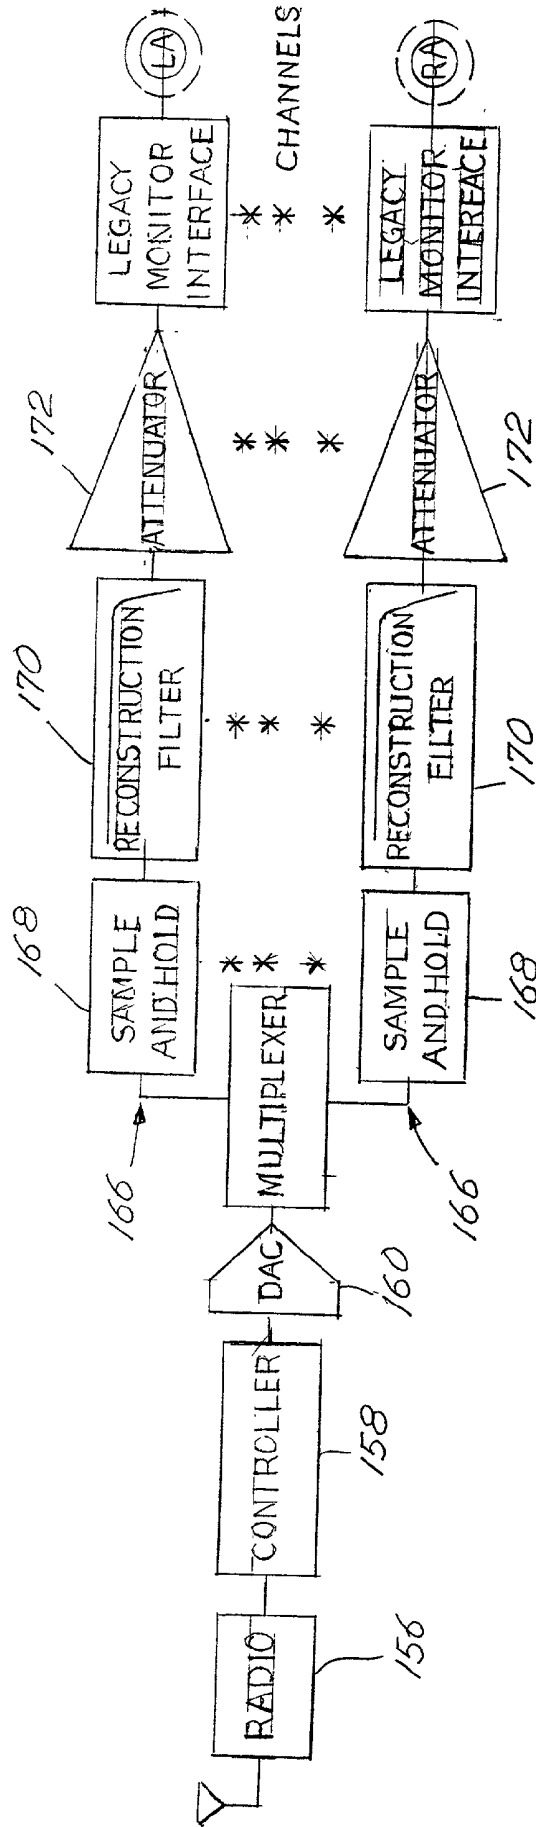 RADIO
156
CONTROLLER
158
DAC
160
MULTIPLEXER
166
166
SAMPLE
AND HOLD
168
RECONSTRUCTION
FILTER
170
ATTENUATOR
172
LEGACY
MONITOR
INTERFACE
LA
* * *
* * *
* * *
* * *
CHANNELS
SAMPLE
AND HOLD
168
RECONSTRUCTION
FILTER
170
ATTENUATOR
172
LEGACY
MONITOR
INTERFACE
RA